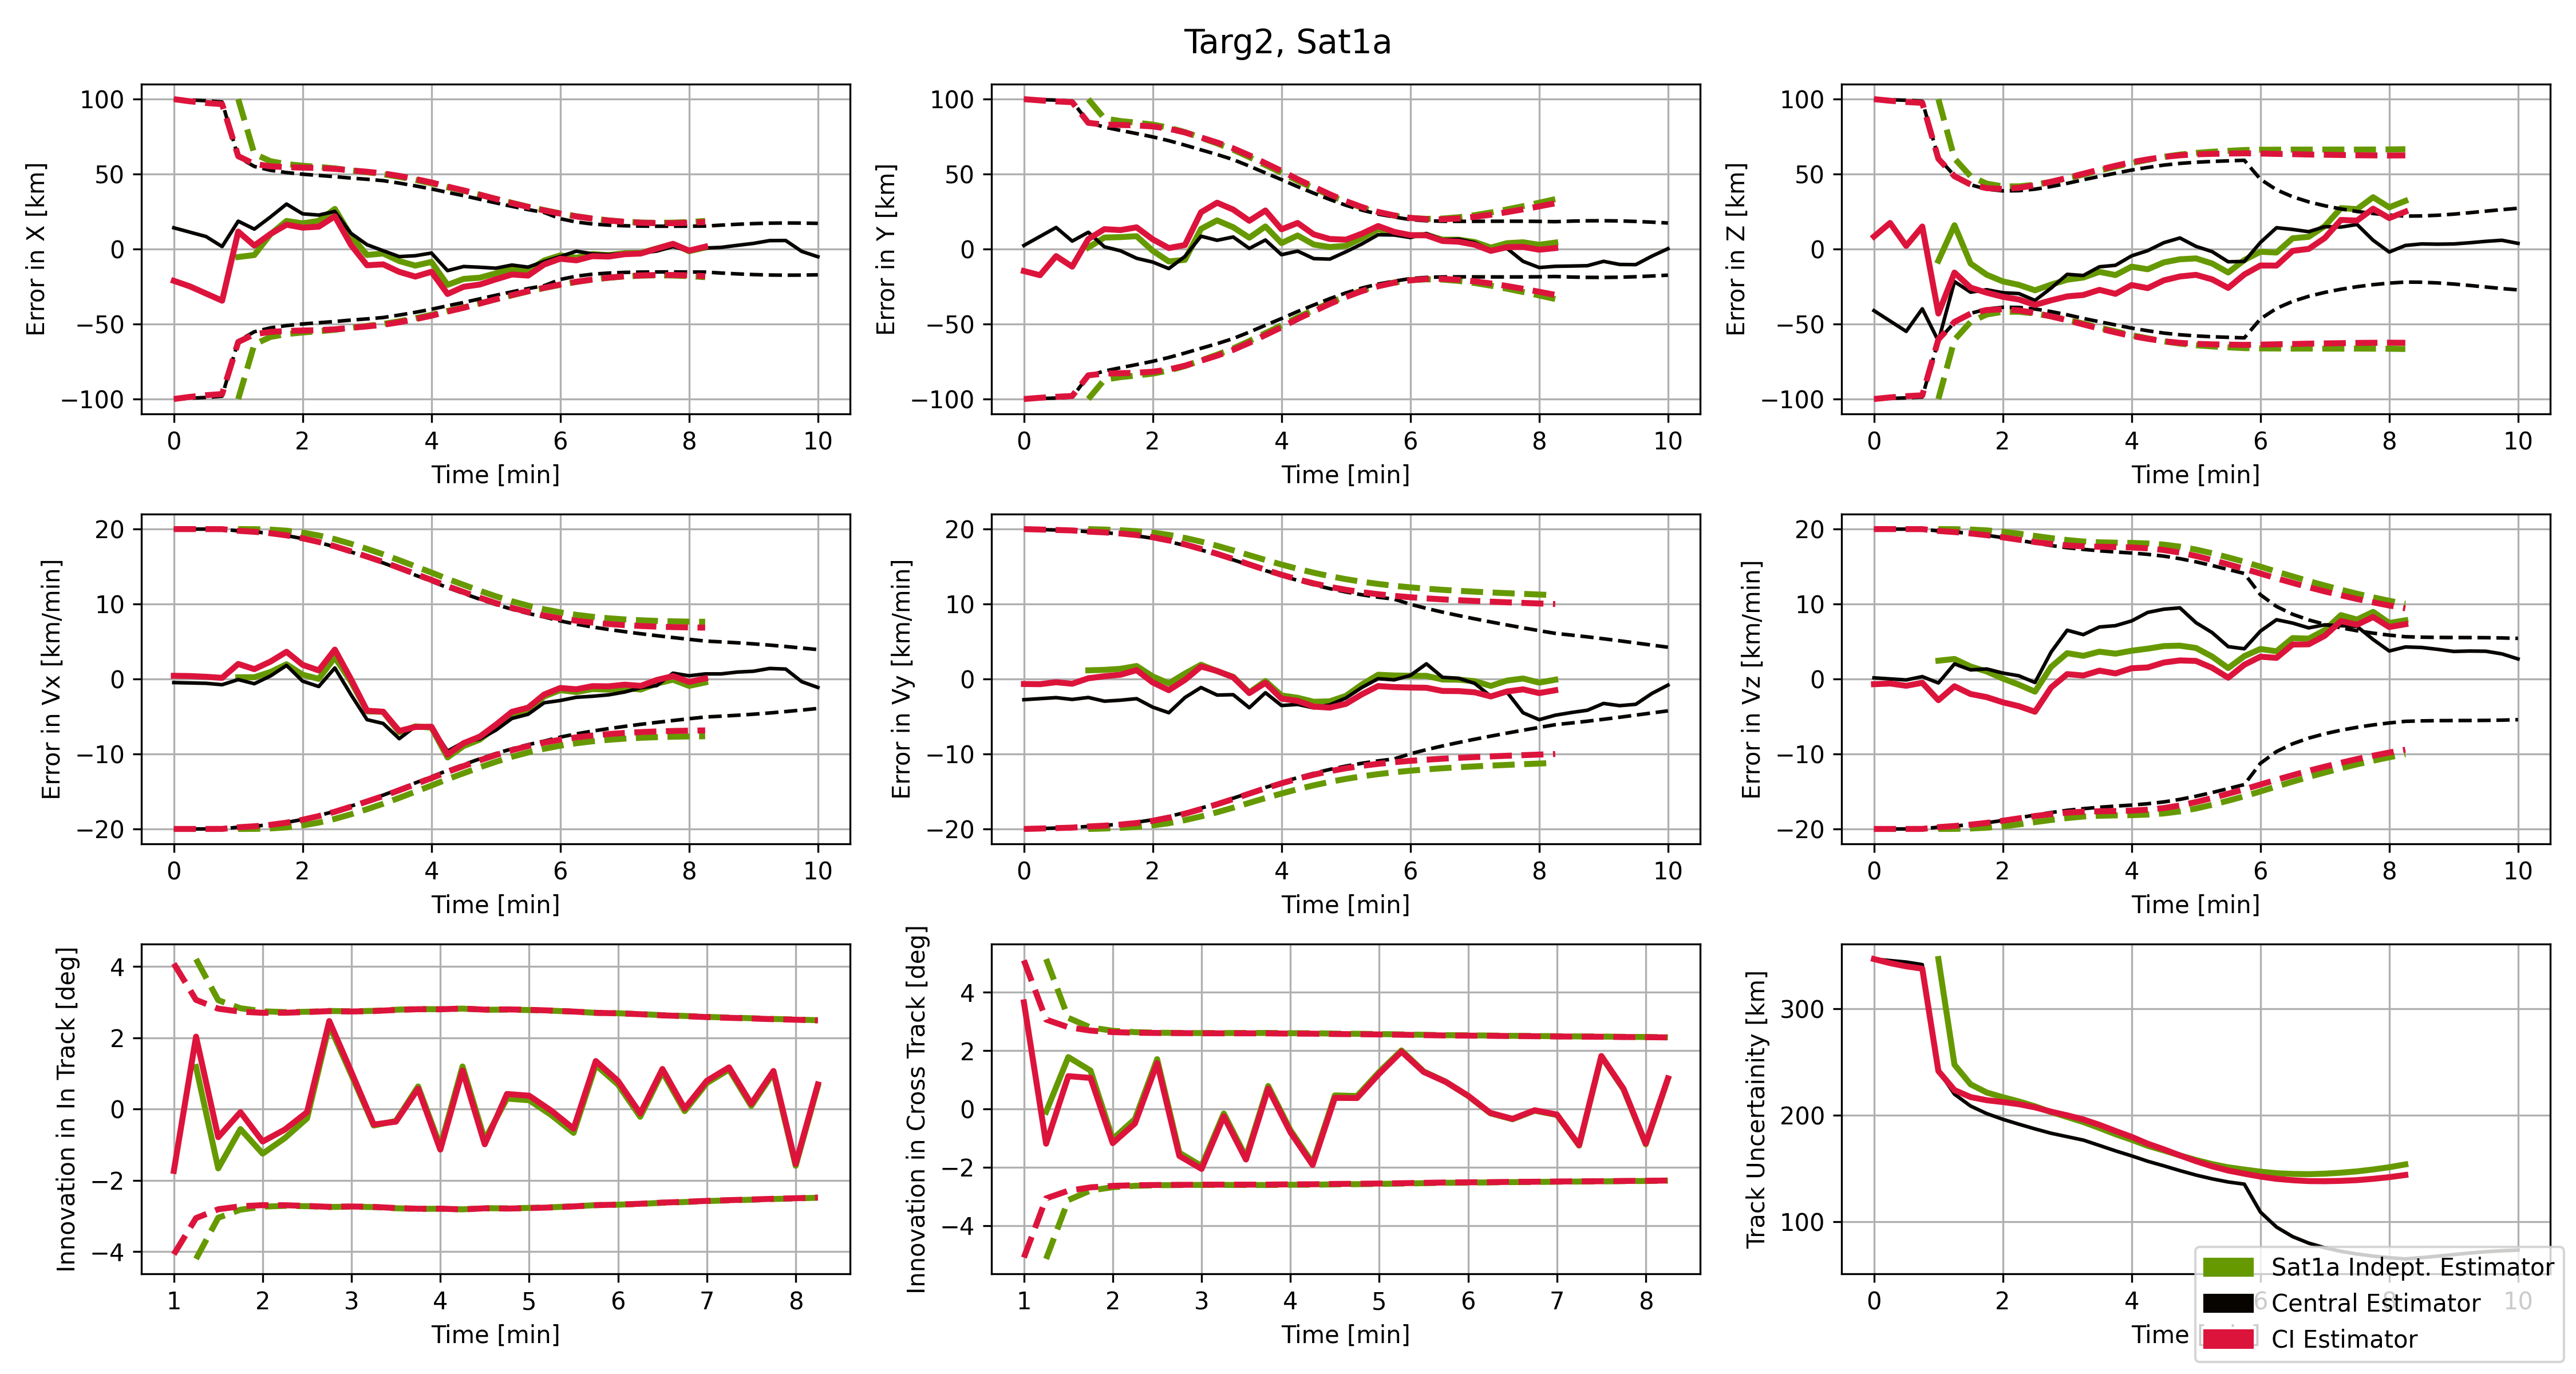 Targ2, Sat1a
Error in X [km]
100
50
0
−50
−100
0 2 4 6 8 10
Time [min]
Error in Y [km]
100
50
0
−50
−100
0 2 4 6 8 10
Time [min]
Error in Z [km]
100
50
0
−50
−100
0 2 4 6 8 10
Time [min]
Error in Vx [km/min]
20
10
0
−10
−20
0 2 4 6 8 10
Time [min]
Error in Vy [km/min]
20
10
0
−10
−20
0 2 4 6 8 10
Time [min]
Error in Vz [km/min]
20
10
0
−10
−20
0 2 4 6 8 10
Time [min]
Innovation in In Track [deg]
4
2
0
−2
−4
1 2 3 4 5 6 7 8
Time [min]
Innovation in Cross Track [deg]
4
2
0
−2
−4
1 2 3 4 5 6 7 8
Time [min]
Track Uncertainity [km]
300
200
100
0 2 4 6 8 10
Time
Sat1a Indept. Estimator
Central Estimator
CI Estimator